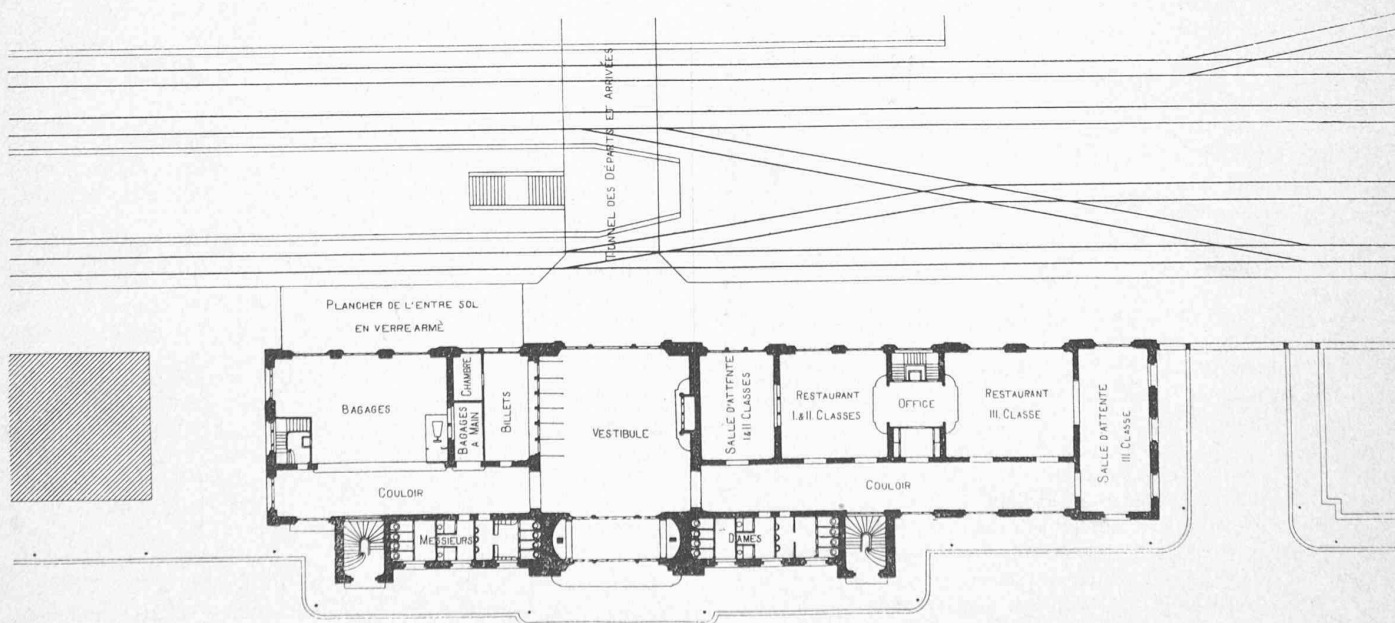 TUNNEL DES DÉPARTS ET ARRIVÉES
PLANCHER DE L'ENTRE SOL
EN VERRE ARMÉ
BAGAGES
CHAMBRE
BAGAGES
A MAIN
BILLETS
VESTIBULE
SALLE D'ATTENTE
I.&II CLASSES
RESTAURANT
I.&II CLASSES
OFFICE
RESTAURANT
III. CLASSE
SALLE D'ATTENTE
III CLASSE
COULOIR
COULOIR
MESSIEURS
DAMES